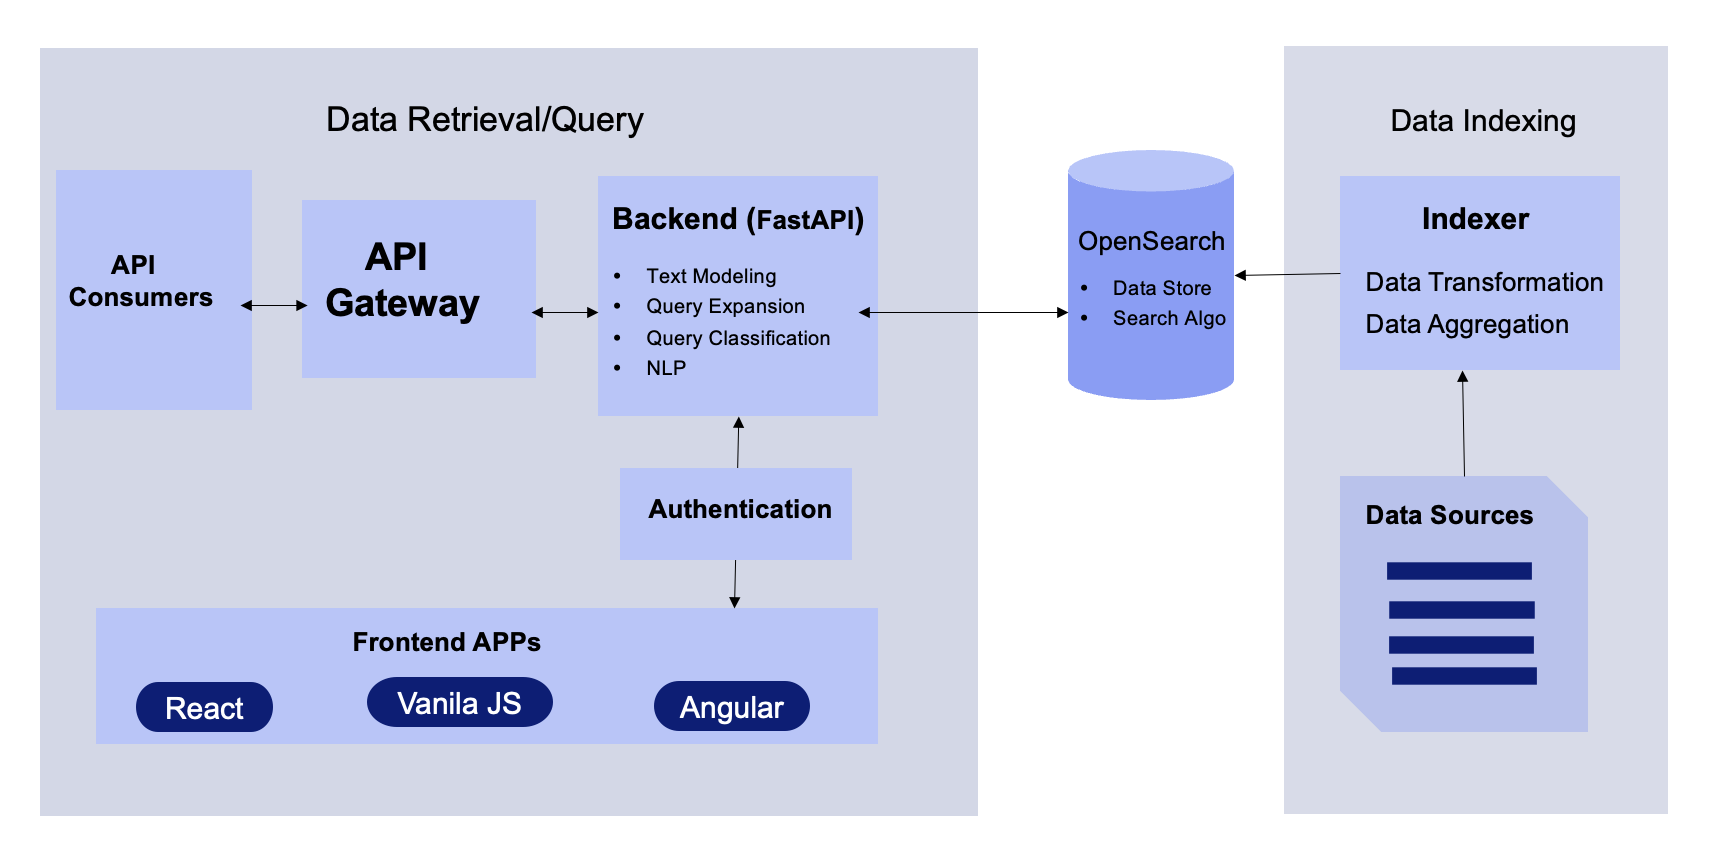 Data Retrieval/Query
API
Consumers
API
Gateway
Backend (FastAPI)
• Text Modeling
• Query Expansion
• Query Classification
• NLP
Authentication
Frontend APPs
React
Vanila JS
Angular
OpenSearch
• Data Store
• Search Algo
Data Indexing
Indexer
Data Transformation
Data Aggregation
Data Sources